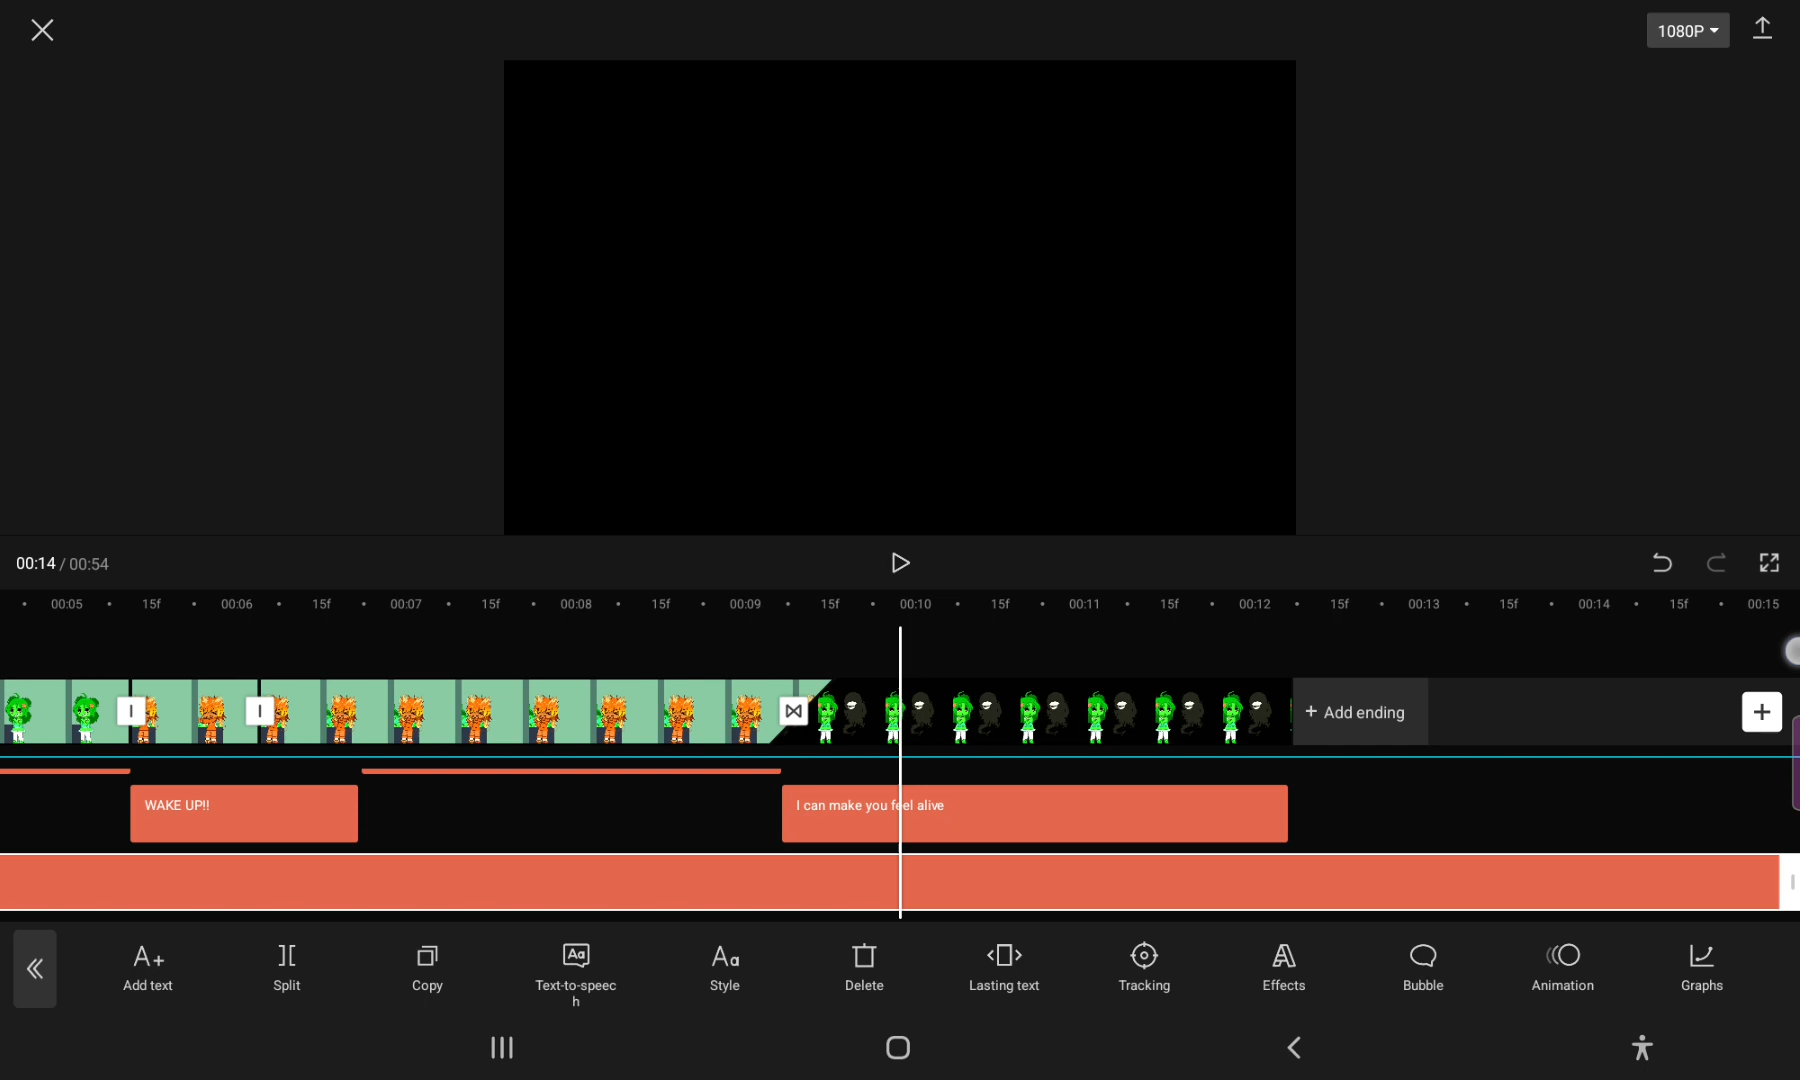 1080P
00:14 / 00:54
00:05 15f 00:06 15f 00:07 15f 00:08 15f 00:09 15f 00:10 15f 00:11 15f 00:12 15f 00:13 15f 00:14 15f 00:15
+ Add ending
WAKE UP!!
I can make you feel alive
Add text
Split
Copy
Text-to-speec
h
Style
Delete
Lasting text
Tracking
Effects
Bubble
Animation
Graphs